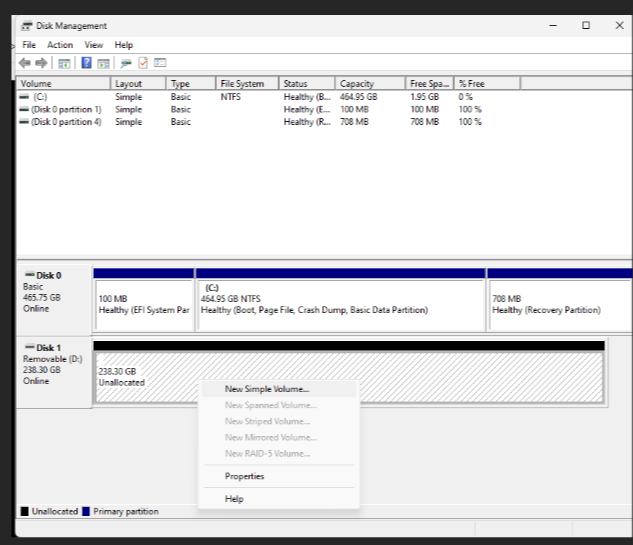 Disk Management
File Action View Help
Volume Layout Type File System Status Capacity Free Spa... % Free
(C:) Simple Basic NTFS Healthy (B... 464.95 GB 1.95 GB 0 %
(Disk 0 partition 1) Simple Basic Healthy (E... 100 MB 100 MB 100 %
(Disk 0 partition 4) Simple Basic Healthy (R... 708 MB 708 MB 100 %
Disk 0
Basic
465.75 GB
Online
100 MB
Healthy (EFI System Par
(C:)
464.95 GB NTFS
Healthy (Boot, Page File, Crash Dump, Basic Data Partition)
708 MB
Healthy (Recovery Partition)
Disk 1
Removable (D:)
238.30 GB
Online
238.30 GB
Unallocated
New Simple Volume...
New Spanned Volume...
New Striped Volume...
New Mirrored Volume...
New RAID-5 Volume...
Properties
Help
Unallocated Primary partition